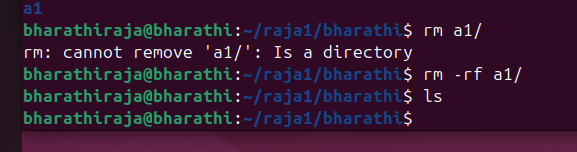 a1
bharathiraja@bharathi:~/raja1/bharathi$ rm a1/
rm: cannot remove 'a1/': Is a directory
bharathiraja@bharathi:~/raja1/bharathi$ rm -rf a1/
bharathiraja@bharathi:~/raja1/bharathi$ ls
bharathiraja@bharathi:~/raja1/bharathi$